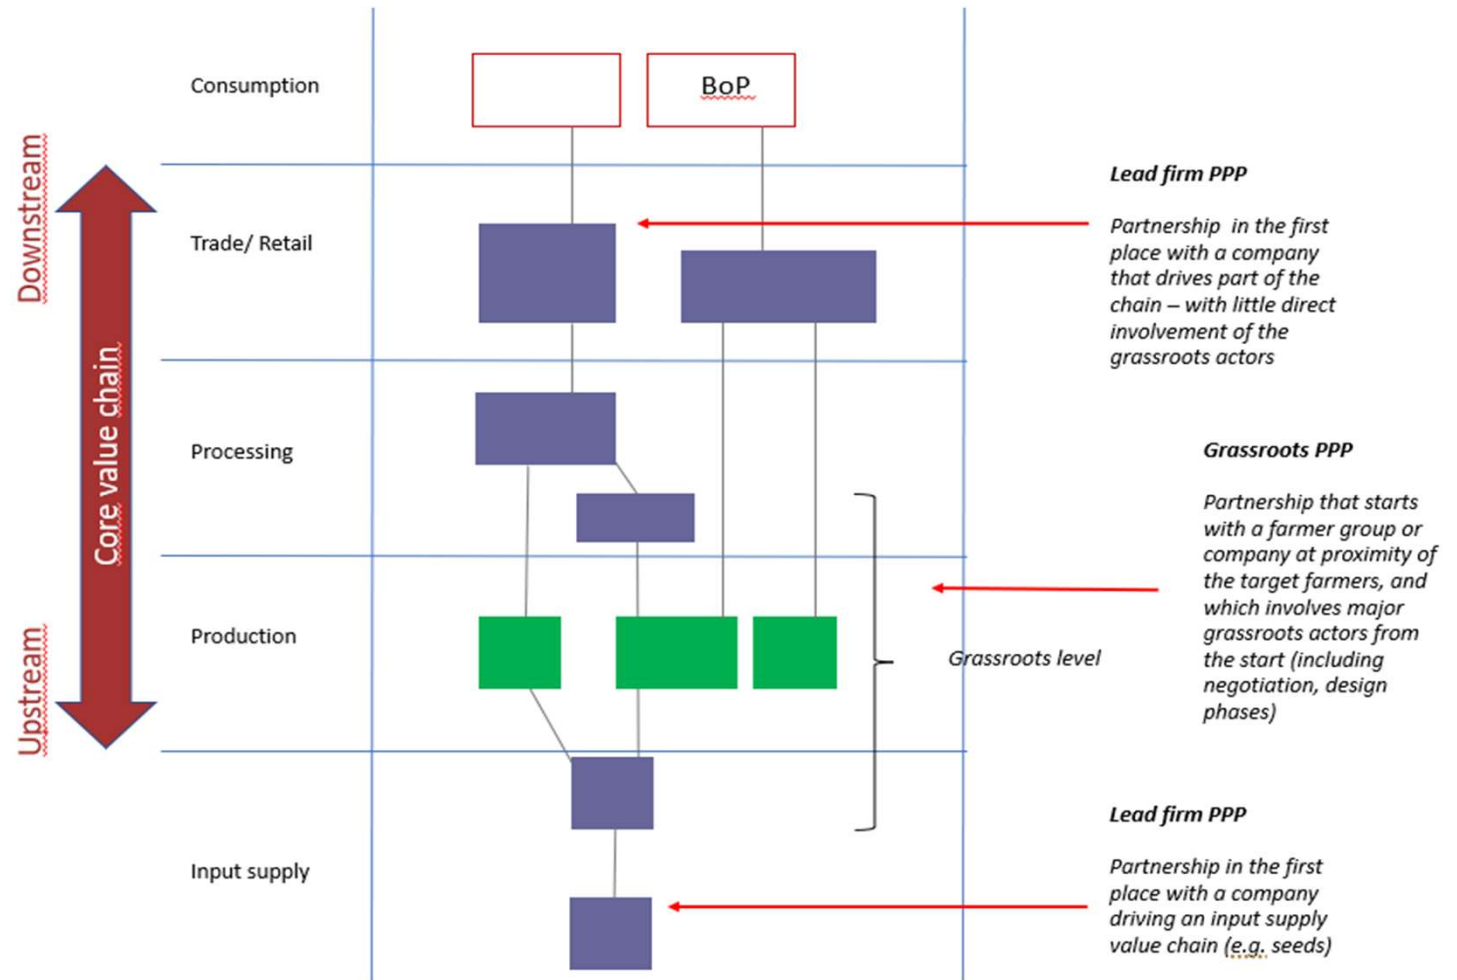 Consumption
BoP
Downstream
Lead firm PPP
Partnership in the first
place with a company
that drives part of the
chain – with little direct
involvement of the
grassroots actors
Trade/ Retail
Core value chain
Processing
Grassroots PPP
Partnership that starts
with a farmer group or
company at proximity of
the target farmers, and
which involves major
grassroots actors from
the start (including
negotiation, design
phases)
Production
Grassroots level
Upstream
Lead firm PPP
Partnership in the first
place with a company
driving an input supply
value chain (e.g. seeds)
Input supply